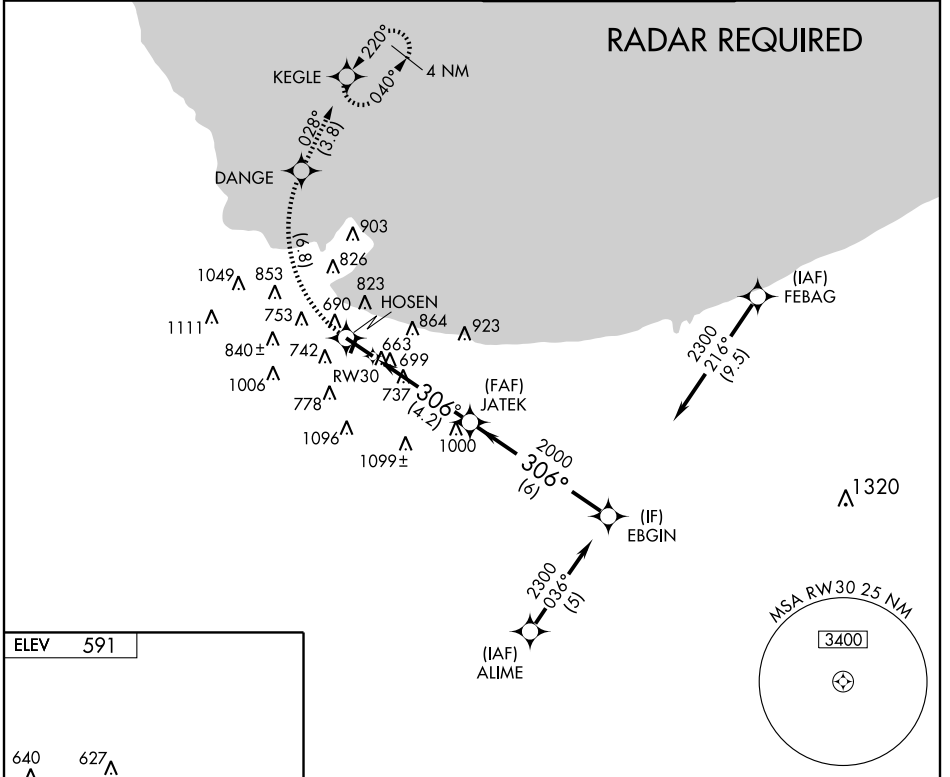 RADAR REQUIRED
220°
KEGLE
4 NM
040°
028°
(3.8)
DANGE
903
(6.8)
826
(IAF)
FEBAG
1049
853
823
HOSEN
1111
753
690
864
923
840±
742
663
699
2300
216°
(9.5)
RW30
1006
737
(FAF)
JATEK
306°
(4.2)
778
1096
1099±
1000
2000
306°
(6)
1320
(IF)
EBGIN
2300
036°
(5)
MSA RW30 25 NM
3400
ELEV 591
(IAF)
ALIME
640
627